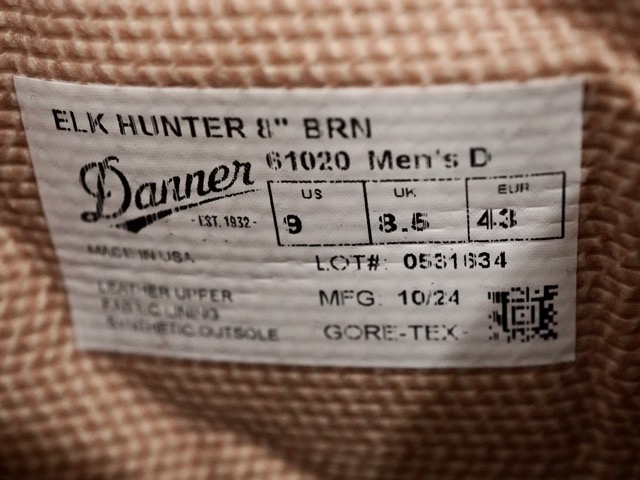 ELK HUNTER 8" BRN
61020 Men's D
Danner
-EST. 1932-
US UK EUR
9 8.5 43
MADE IN USA
LOT#: 0531634
LEATHER UPPER
FABRIC LINING
SYNTHETIC OUTSOLE
MFG: 10/24
GORE-TEX